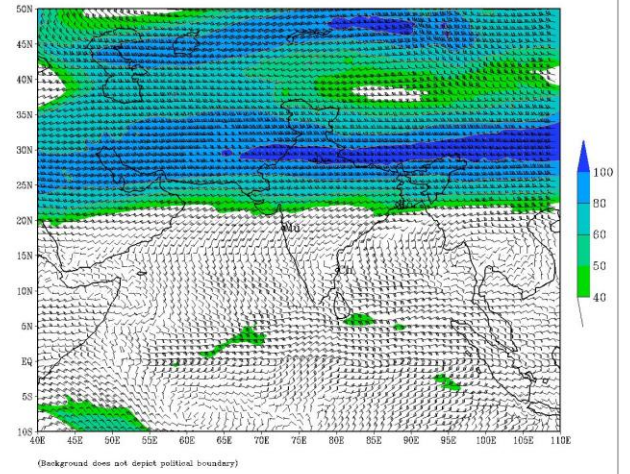 50N
45N
40N
35N
30N
25N
20N
15N
10N
5N
EQ
5S
10S
Mu
Ch
40E 45E 50E 55E 60E 65E 70E 75E 80E 85E 90E 95E 100E 105E 110E
100
80
60
50
40
(Background does not depict political boundary)